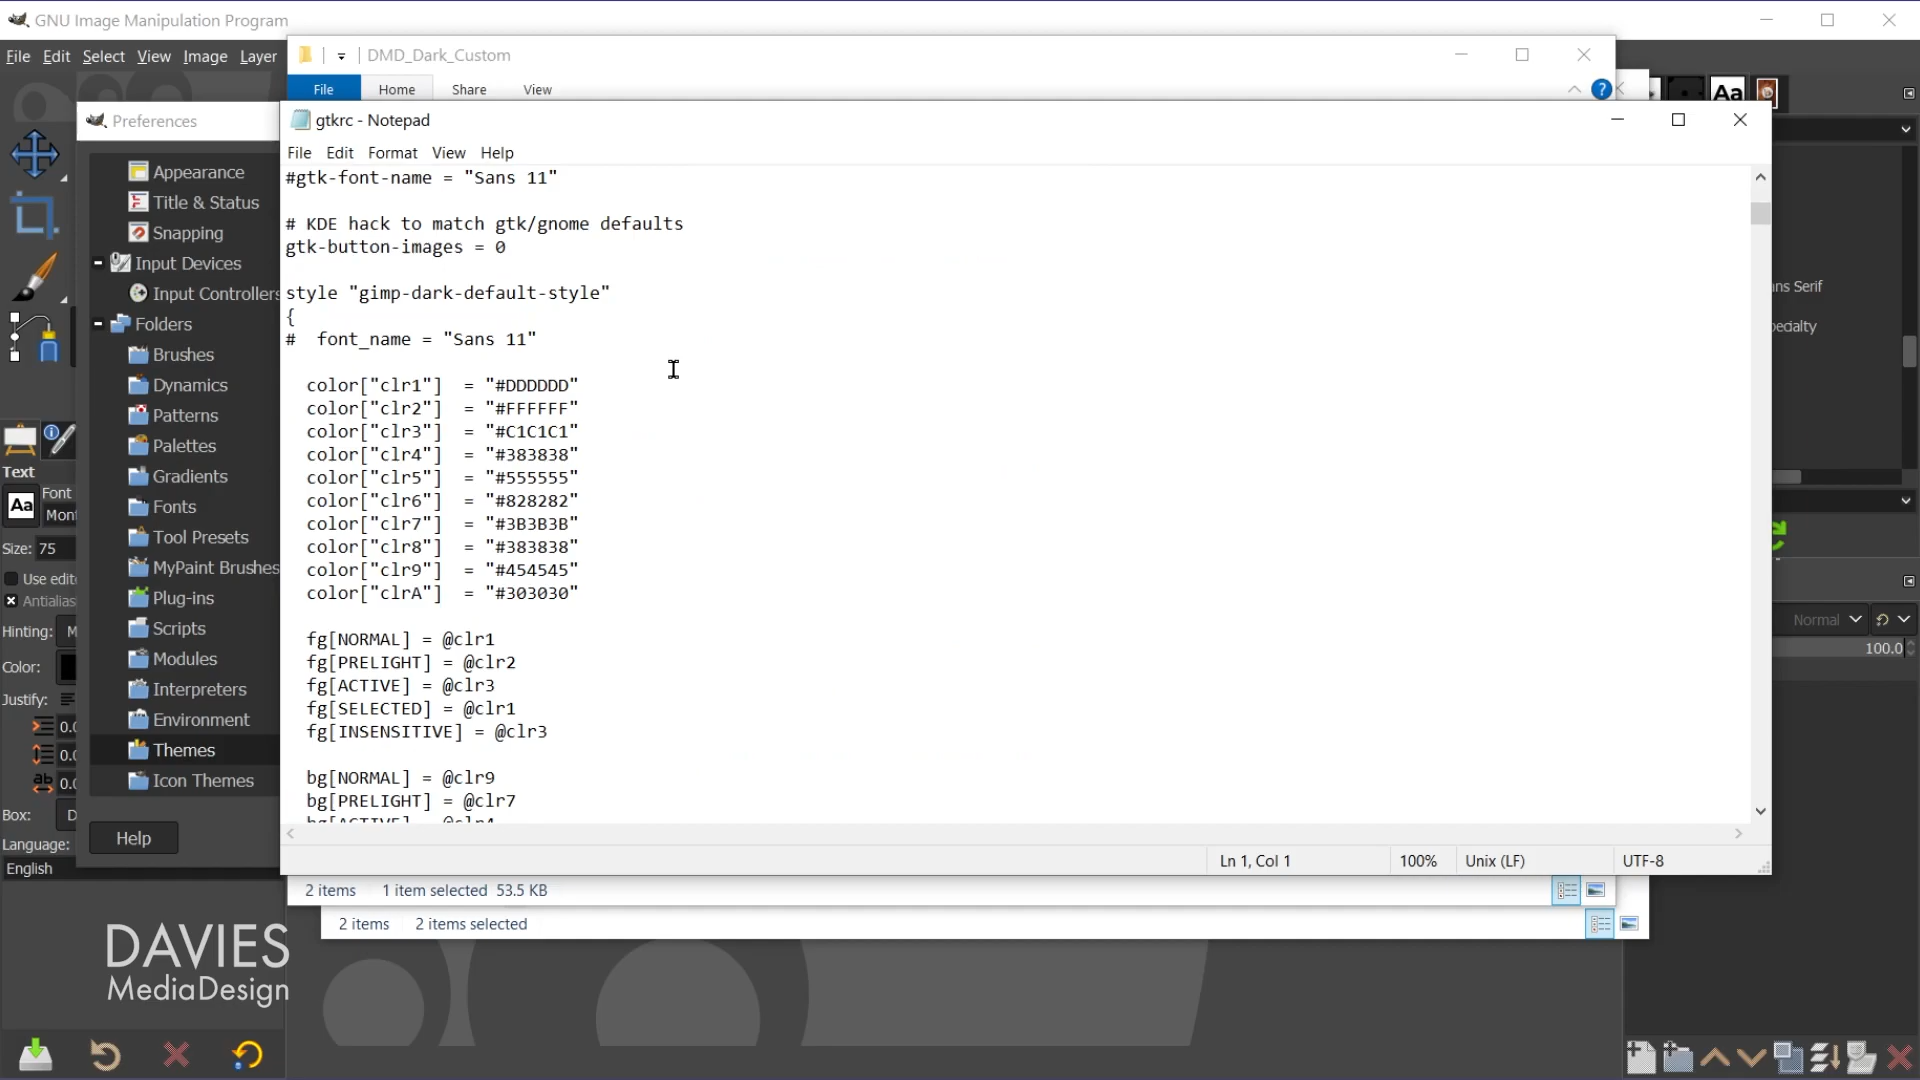 GNU Image Manipulation Program
File Edit Select View Image Layer
DMD_Dark_Custom
File Home Share View
?
Aa
Preferences
gtkrc - Notepad
File Edit Format View Help
Appearance
Title & Status
Snapping
Input Devices
Input Controllers
Folders
Brushes
Dynamics
Patterns
Palettes
Gradients
Fonts
Tool Presets
MyPaint Brushes
Plug-ins
Scripts
Modules
Interpreters
Environment
Themes
Icon Themes
Help
#gtk-font-name = "Sans 11"
# KDE hack to match gtk/gnome defaults
gtk-button-images = 0
style "gimp-dark-default-style"
{
#  font_name = "Sans 11"
color["clr1"]  = "#DDDDDD"
color["clr2"]  = "#FFFFFF"
color["clr3"]  = "#C1C1C1"
color["clr4"]  = "#383838"
color["clr5"]  = "#555555"
color["clr6"]  = "#828282"
color["clr7"]  = "#3B3B3B"
color["clr8"]  = "#383838"
color["clr9"]  = "#454545"
color["clrA"]  = "#303030"
fg[NORMAL] = @clr1
fg[PRELIGHT] = @clr2
fg[ACTIVE] = @clr3
fg[SELECTED] = @clr1
fg[INSENSITIVE] = @clr3
bg[NORMAL] = @clr9
bg[PRELIGHT] = @clr7
bg[ACTIVE] = @clr4
Ln 1, Col 1
100%
Unix (LF)
UTF-8
2 items 1 item selected 53.5 KB
2 items 2 items selected
Text
Aa
Font
Size: 75
Hinting:
Color:
Justify:
Box:
Language:
English
Normal
100.0
DAVIES
MediaDesign